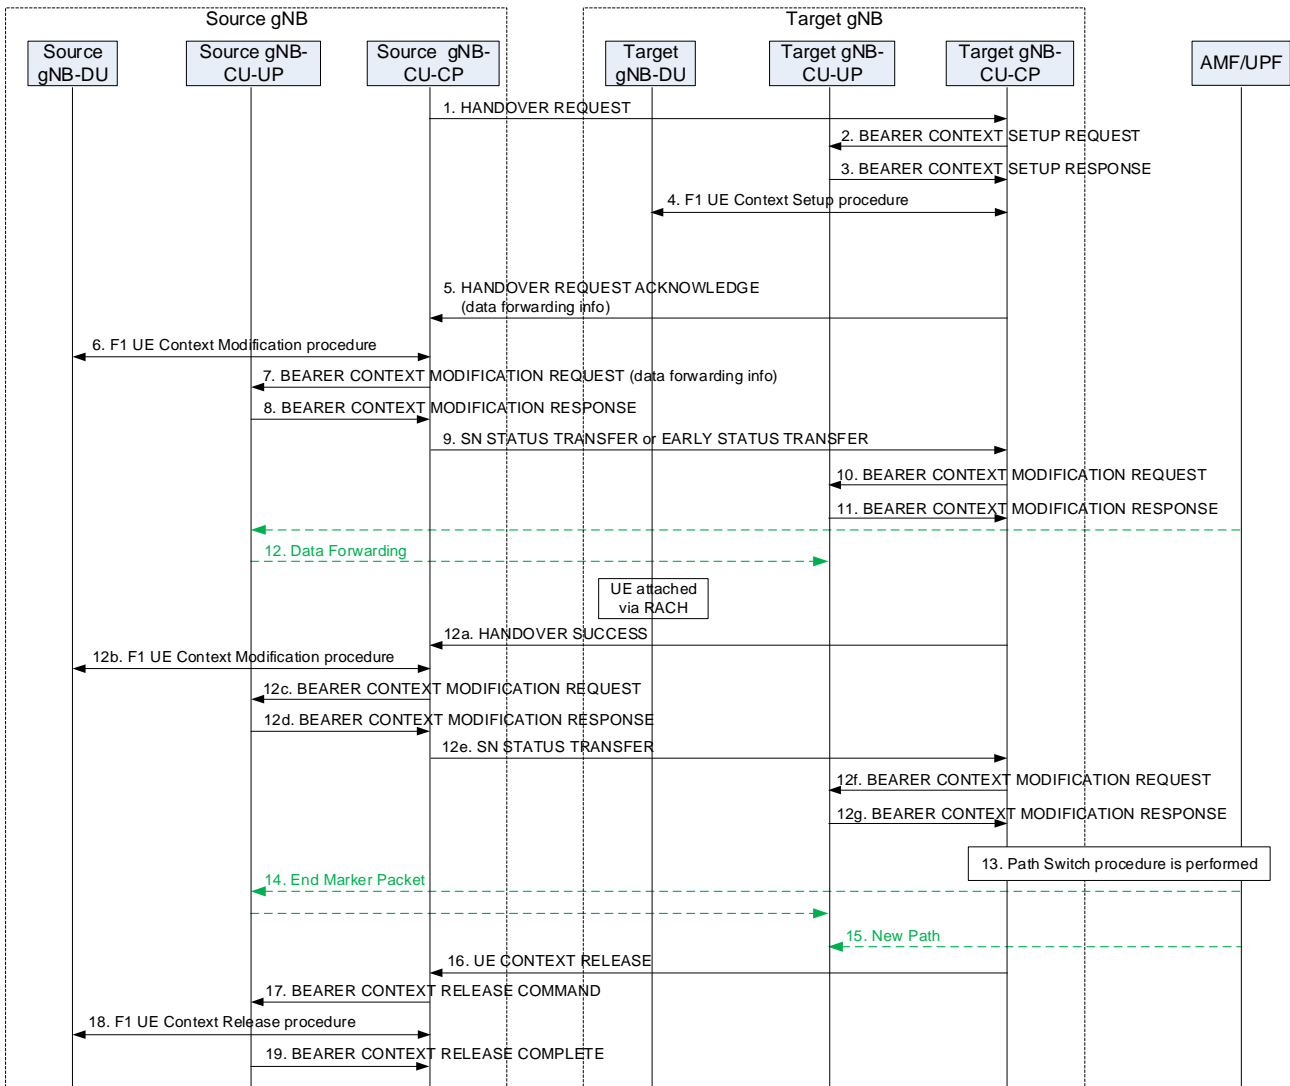 Source gNB
Target gNB
Source
gNB-DU
Source gNB-
CU-UP
Source gNB-
CU-CP
Target
gNB-DU
Target gNB-
CU-UP
Target gNB-
CU-CP
AMF/UPF
1. HANDOVER REQUEST
2. BEARER CONTEXT SETUP REQUEST
3. BEARER CONTEXT SETUP RESPONSE
4. F1 UE Context Setup procedure
5. HANDOVER REQUEST ACKNOWLEDGE
(data forwarding info)
6. F1 UE Context Modification procedure
7. BEARER CONTEXT MODIFICATION REQUEST (data forwarding info)
8. BEARER CONTEXT MODIFICATION RESPONSE
9. SN STATUS TRANSFER or EARLY STATUS TRANSFER
10. BEARER CONTEXT MODIFICATION REQUEST
11. BEARER CONTEXT MODIFICATION RESPONSE
12. Data Forwarding
UE attached
via RACH
12a. HANDOVER SUCCESS
12b. F1 UE Context Modification procedure
12c. BEARER CONTEXT MODIFICATION REQUEST
12d. BEARER CONTEXT MODIFICATION RESPONSE
12e. SN STATUS TRANSFER
12f. BEARER CONTEXT MODIFICATION REQUEST
12g. BEARER CONTEXT MODIFICATION RESPONSE
13. Path Switch procedure is performed
14. End Marker Packet
15. New Path
16. UE CONTEXT RELEASE
17. BEARER CONTEXT RELEASE COMMAND
18. F1 UE Context Release procedure
19. BEARER CONTEXT RELEASE COMPLETE